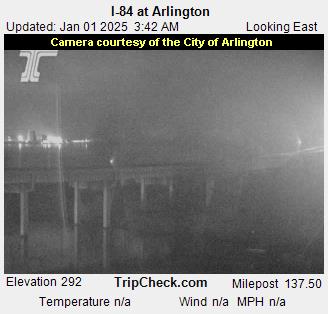 I-84 at Arlington
Updated: Jan 01 2025 3:42 AM Looking East
Camera courtesy of the City of Arlington
Elevation 292 TripCheck.com Milepost 137.50
Temperature n/a Wind n/a MPH n/a